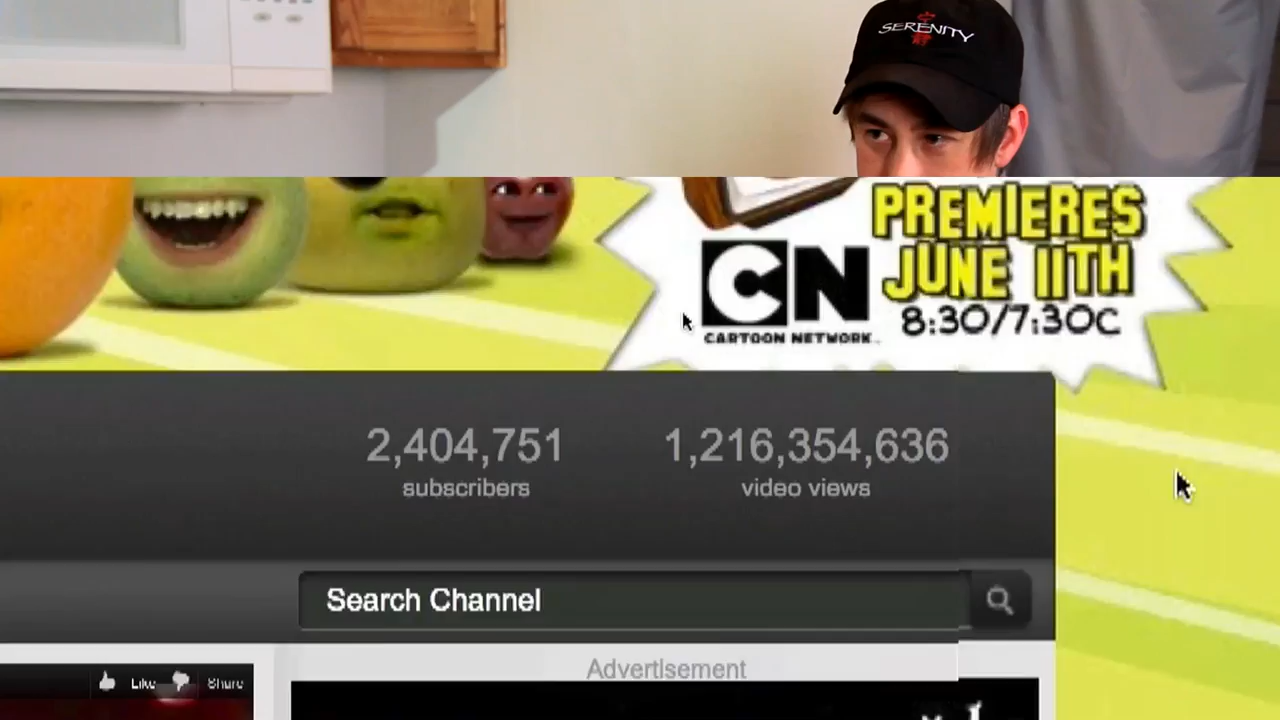 SERENITY
PREMIERES
JUNE 11TH
8:30/7:30C
CN
CARTOON NETWORK
2,404,751
subscribers
1,216,354,636
video views
Search Channel
Advertisement
Like
Share